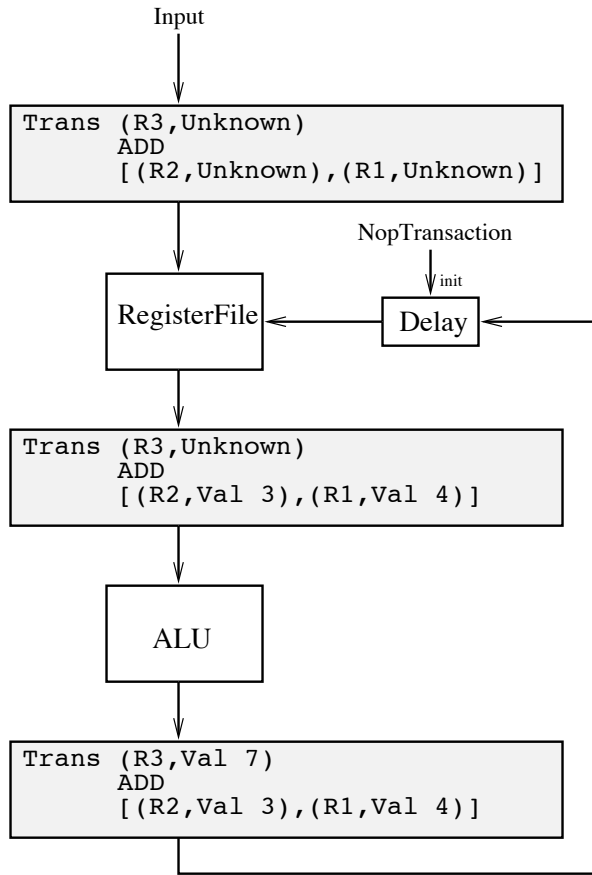 Input
Trans (R3,Unknown)
ADD
[(R2,Unknown),(R1,Unknown)]
NopTransaction
init
RegisterFile
Delay
Trans (R3,Unknown)
ADD
[(R2,Val 3),(R1,Val 4)]
ALU
Trans (R3,Val 7)
ADD
[(R2,Val 3),(R1,Val 4)]